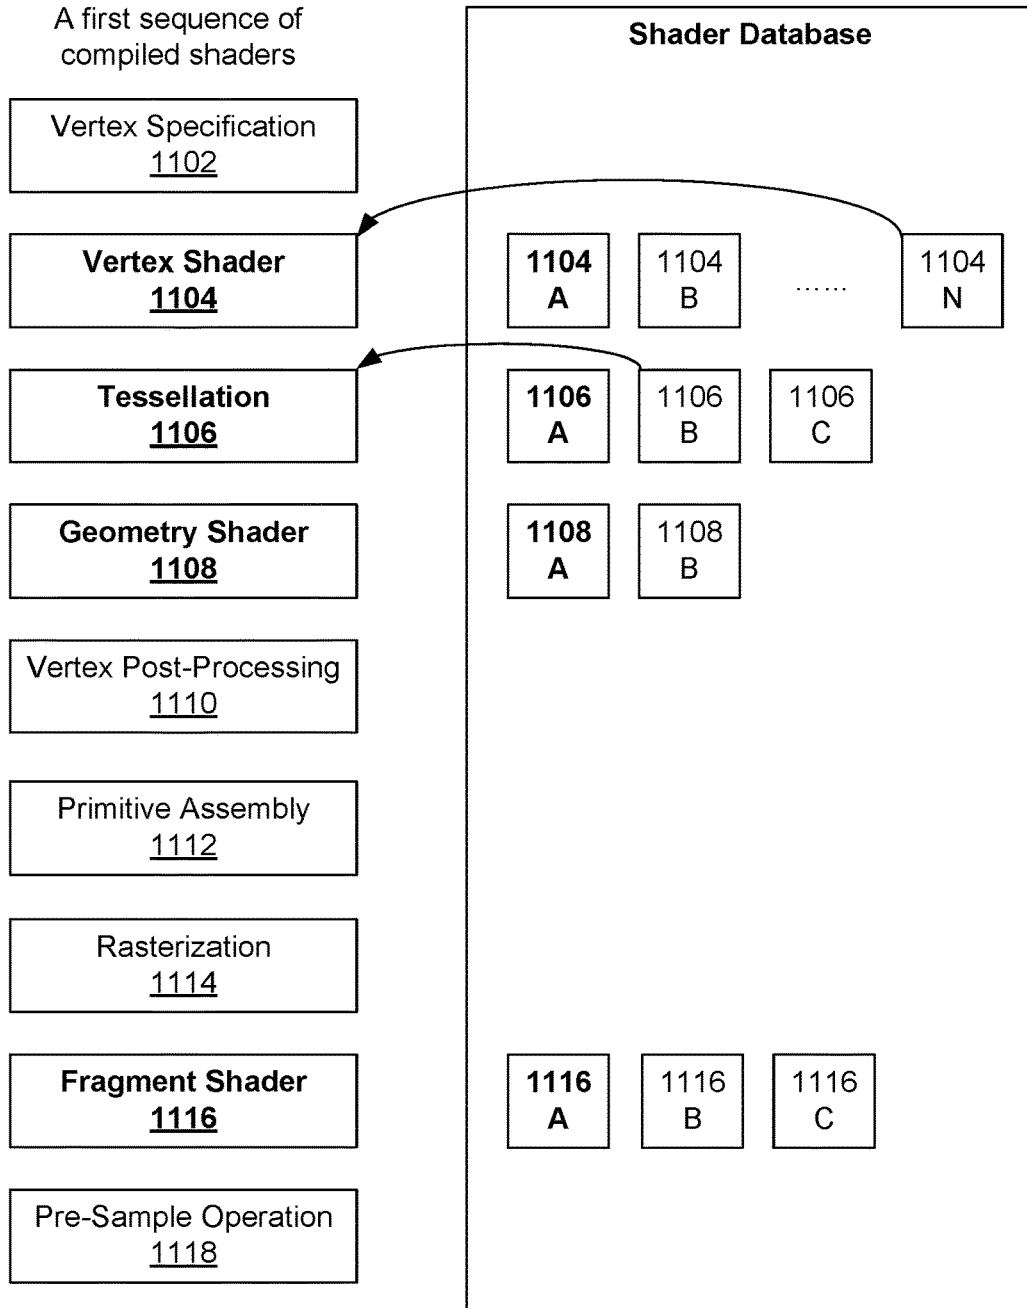 A first sequence of
compiled shaders
Shader Database
Vertex Specification
1102
Vertex Shader
1104
1104
A
1104
B
......
1104
N
Tessellation
1106
1106
A
1106
B
1106
C
Geometry Shader
1108
1108
A
1108
B
Vertex Post-Processing
1110
Primitive Assembly
1112
Rasterization
1114
Fragment Shader
1116
1116
A
1116
B
1116
C
Pre-Sample Operation
1118